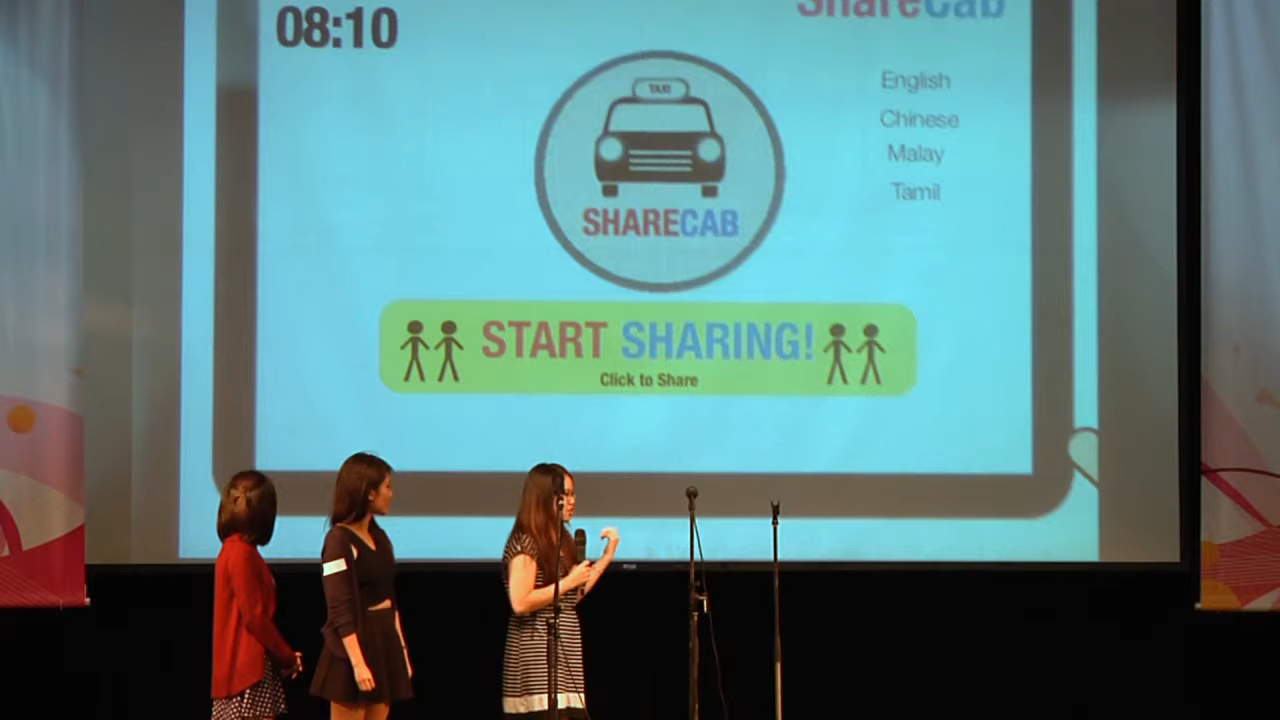 08:10
ShareCab
English
Chinese
Malay
Tamil
TAXI
SHARECAB
START SHARING!
Click to Share